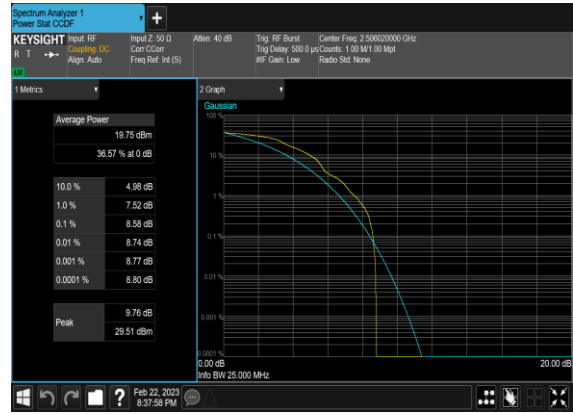 Spectrum Analyzer 1
Power Stat CCDF
KEYSIGHT
R T
LXI
Input: RF
Coupling: DC
Align: Auto
Input Z: 50 Ω
Corr CCorr
Freq Ref: Int (S)
Atten: 40 dB
Trig: RF Burst
Trig Delay: 500.0 µs
#IF Gain: Low
Center Freq: 2.506020000 GHz
Counts: 1.00 M/1.00 Mpt
Radio Std: None
1 Metrics
Average Power
19.75 dBm
36.57 % at 0 dB
10.0 % 4.98 dB
1.0 % 7.52 dB
0.1 % 8.58 dB
0.01 % 8.74 dB
0.001 % 8.77 dB
0.0001 % 8.80 dB
Peak
9.76 dB
29.51 dBm
2 Graph
Gaussian
100 %
10 %
1 %
0.1 %
0.01 %
0.001 %
0.0001 %
0.00 dB
20.00 dB
Info BW 25.000 MHz
?
Feb 22, 2023
8:37:58 PM